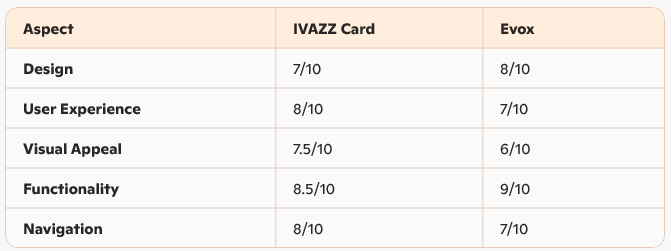 Aspect IVAZZ Card Evox
Design 7/10 8/10
User Experience 8/10 7/10
Visual Appeal 7.5/10 6/10
Functionality 8.5/10 9/10
Navigation 8/10 7/10